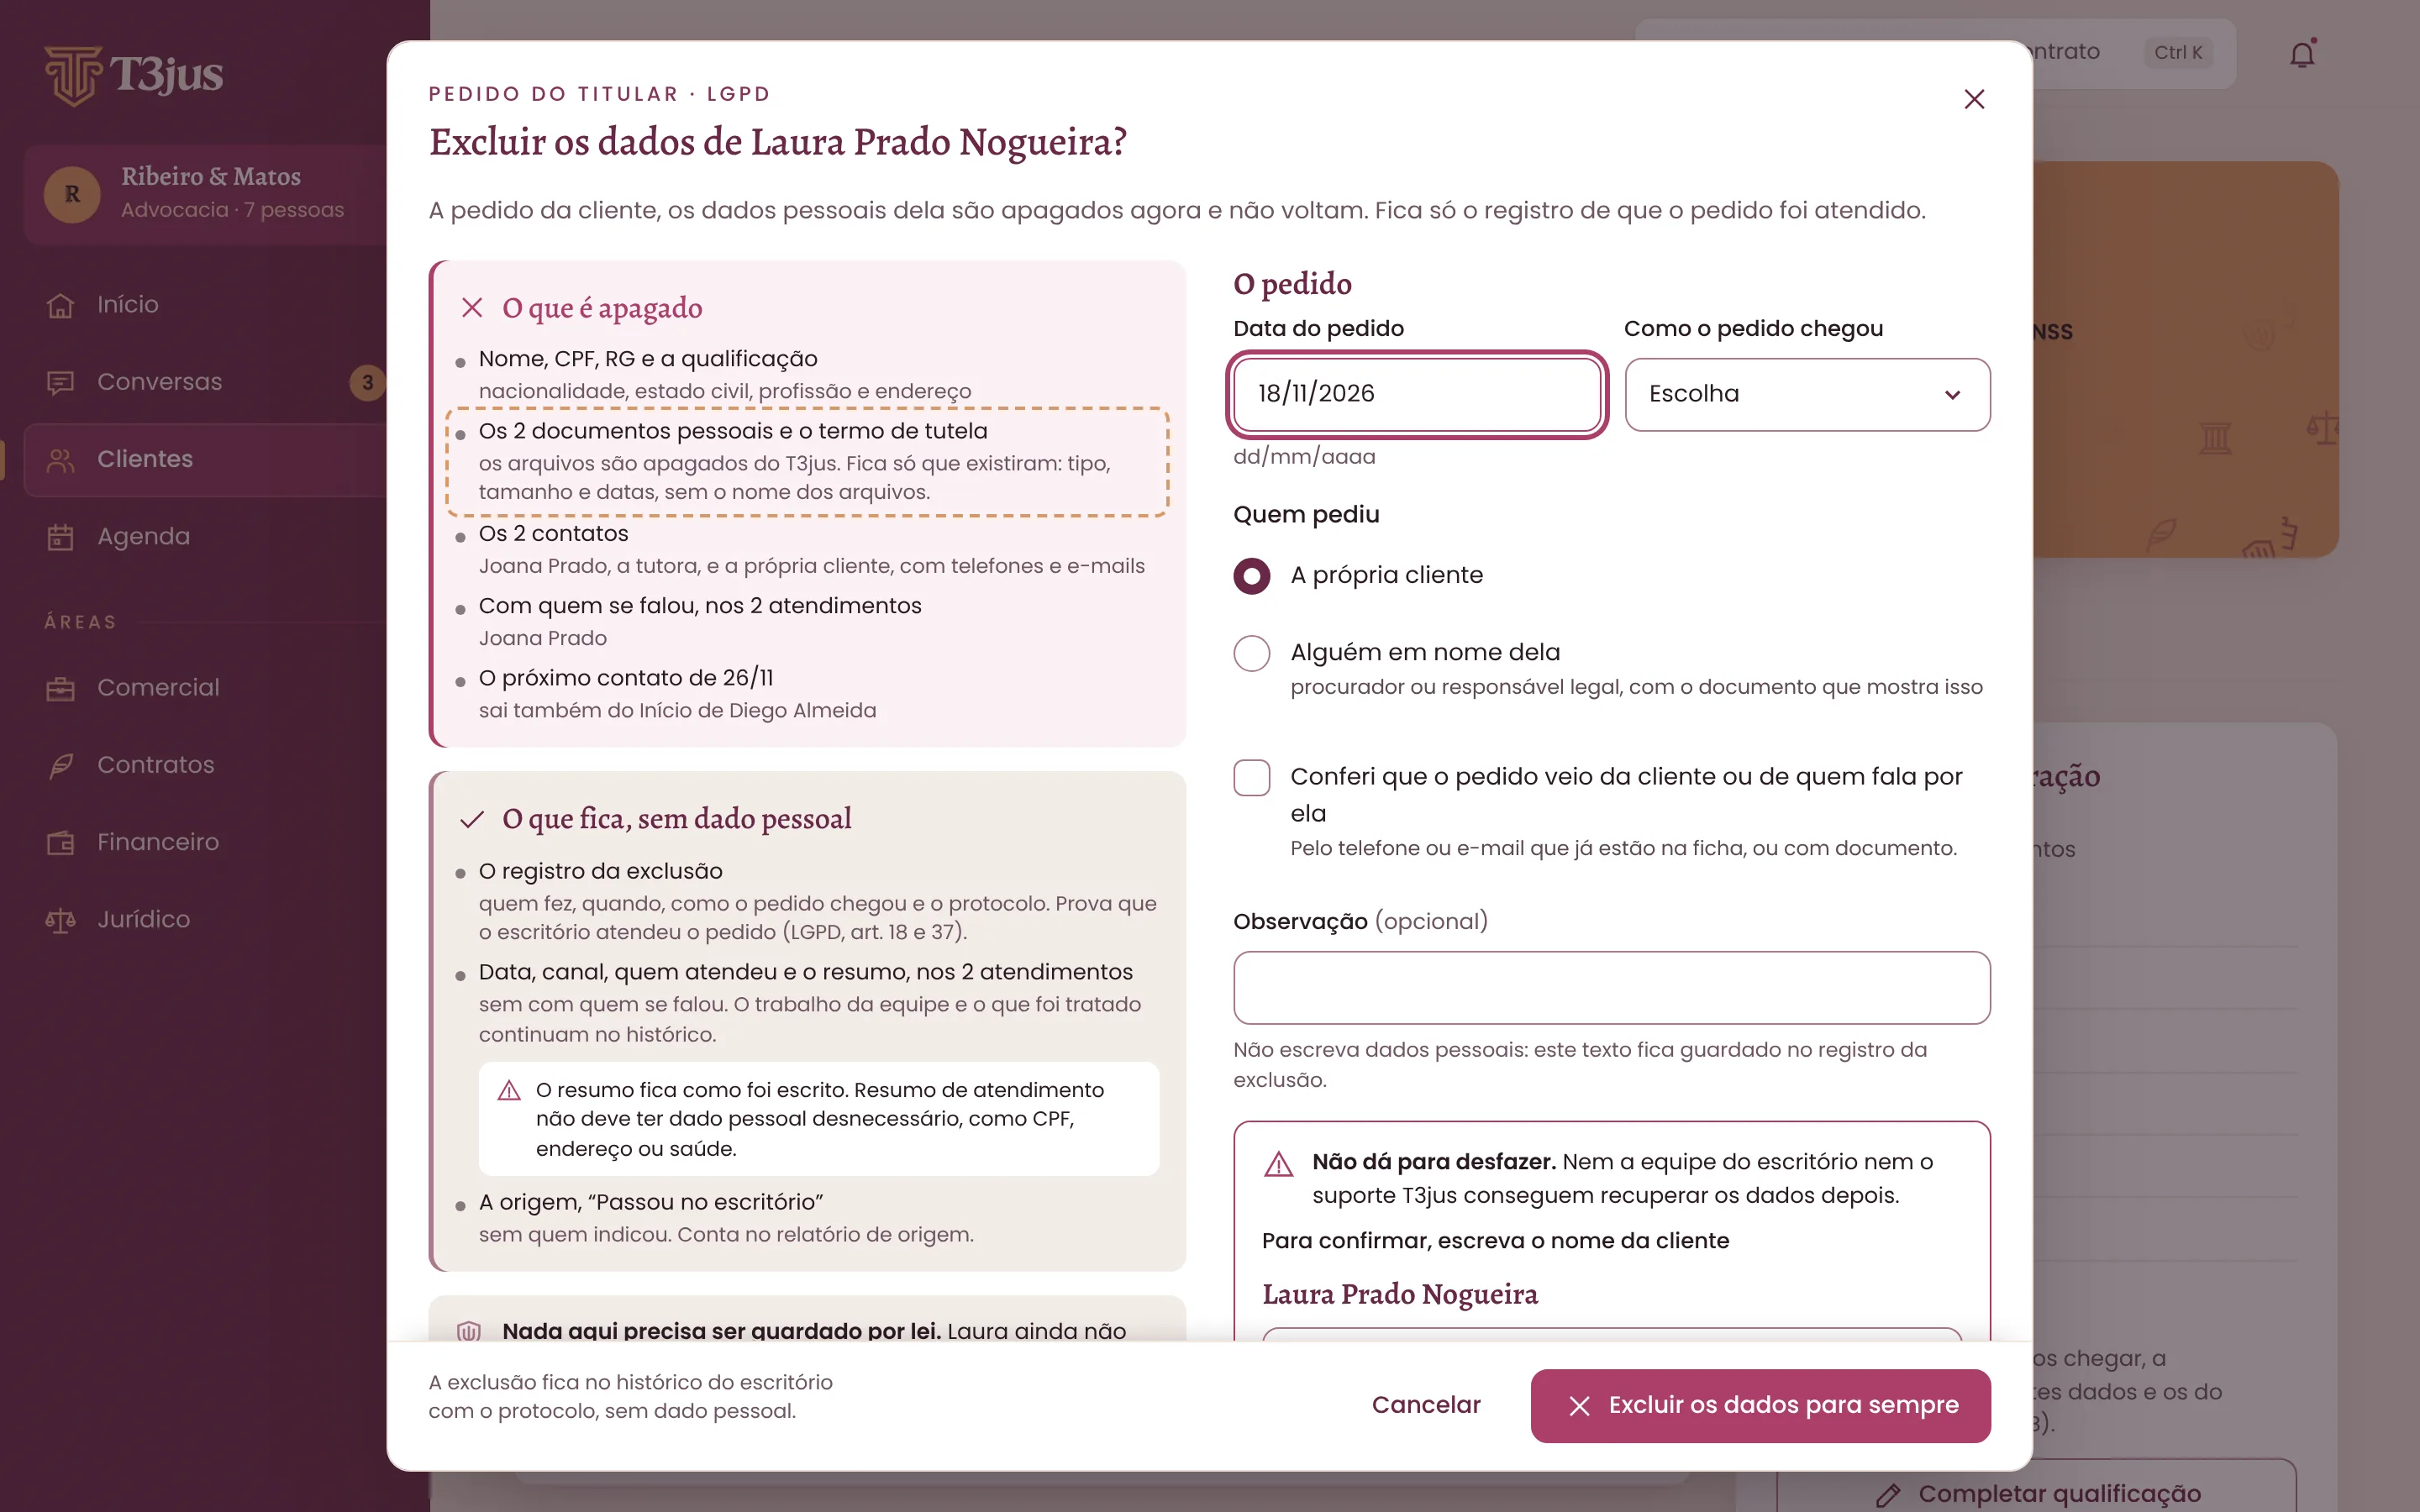 T3jus
R
Ribeiro & Matos
Advocacia · 7 pessoas
Início
Conversas
3
Clientes
Agenda
ÁREAS
Comercial
Contratos
Financeiro
Jurídico
PEDIDO DO TITULAR · LGPD
Excluir os dados de Laura Prado Nogueira?
A pedido da cliente, os dados pessoais dela são apagados agora e não voltam. Fica só o registro de que o pedido foi atendido.
O que é apagado
Nome, CPF, RG e a qualificação
nacionalidade, estado civil, profissão e endereço
Os 2 documentos pessoais e o termo de tutela
os arquivos são apagados do T3jus. Fica só que existiram: tipo,
tamanho e datas, sem o nome dos arquivos.
Os 2 contatos
Joana Prado, a tutora, e a própria cliente, com telefones e e-mails
Com quem se falou, nos 2 atendimentos
Joana Prado
O próximo contato de 26/11
sai também do Início de Diego Almeida
O que fica, sem dado pessoal
O registro da exclusão
quem fez, quando, como o pedido chegou e o protocolo. Prova que
o escritório atendeu o pedido (LGPD, art. 18 e 37).
Data, canal, quem atendeu e o resumo, nos 2 atendimentos
sem com quem se falou. O trabalho da equipe e o que foi tratado
continuam no histórico.
O resumo fica como foi escrito. Resumo de atendimento
não deve ter dado pessoal desnecessário, como CPF,
endereço ou saúde.
A origem, “Passou no escritório”
sem quem indicou. Conta no relatório de origem.
Nada aqui precisa ser guardado por lei. Laura ainda não
O pedido
Data do pedido
18/11/2026
dd/mm/aaaa
Como o pedido chegou
Escolha
Quem pediu
A própria cliente
Alguém em nome dela
procurador ou responsável legal, com o documento que mostra isso
Conferi que o pedido veio da cliente ou de quem fala por
ela
Pelo telefone ou e-mail que já estão na ficha, ou com documento.
Observação (opcional)
Não escreva dados pessoais: este texto fica guardado no registro da
exclusão.
Não dá para desfazer. Nem a equipe do escritório nem o
suporte T3jus conseguem recuperar os dados depois.
Para confirmar, escreva o nome da cliente
Laura Prado Nogueira
A exclusão fica no histórico do escritório
com o protocolo, sem dado pessoal.
Cancelar
Excluir os dados para sempre
Ctrl K
Completar qualificação